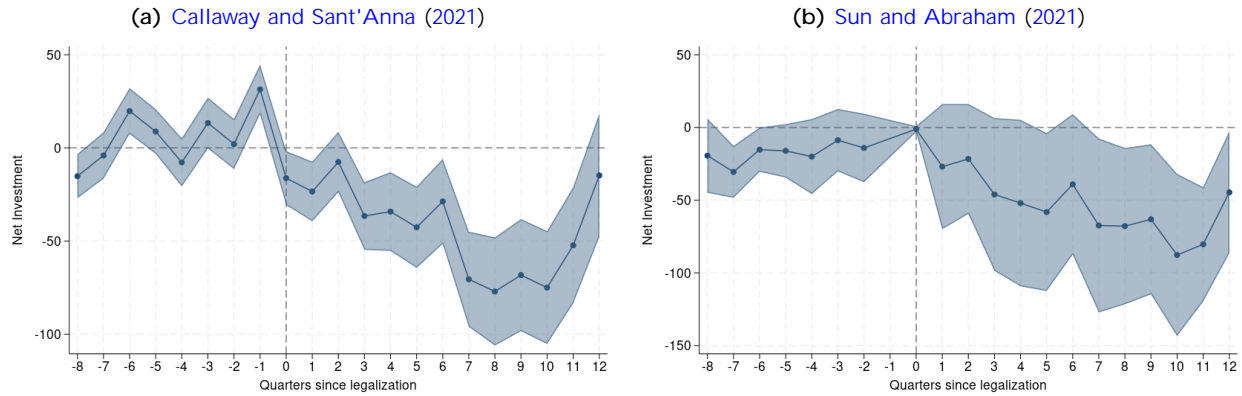 (a) Callaway and Sant'Anna (2021)
50
0
-50
-100
Net Investment
-8 -7 -6 -5 -4 -3 -2 -1 0 1 2 3 4 5 6 7 8 9 10 11 12
Quarters since legalization
(b) Sun and Abraham (2021)
50
0
-50
-100
-150
Net Investment
-8 -7 -6 -5 -4 -3 -2 -1 0 1 2 3 4 5 6 7 8 9 10 11 12
Quarters since legalization